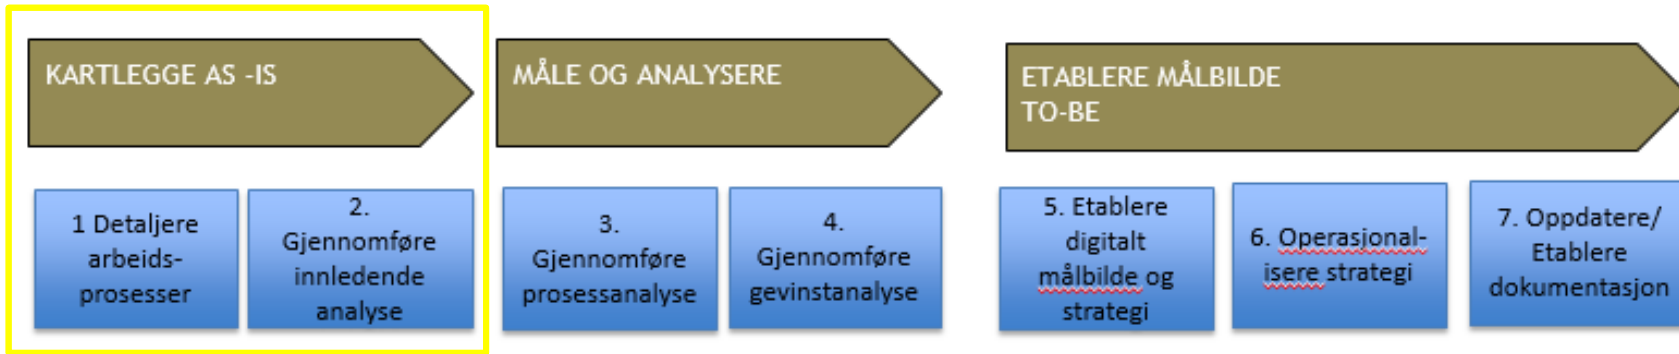 KARTLEGGE AS -IS
MÅLE OG ANALYSERE
ETABLERE MÅLBILDE
TO-BE
1 Detaljere
arbeids-
prosesser
2.
Gjennomføre
innledende
analyse
3.
Gjennomføre
prosessanalyse
4.
Gjennomføre
gevinstanalyse
5. Etablere
digitalt
målbilde og
strategi
6. Operasjonal-
isere strategi
7. Oppdatere/
Etablere
dokumentasjon